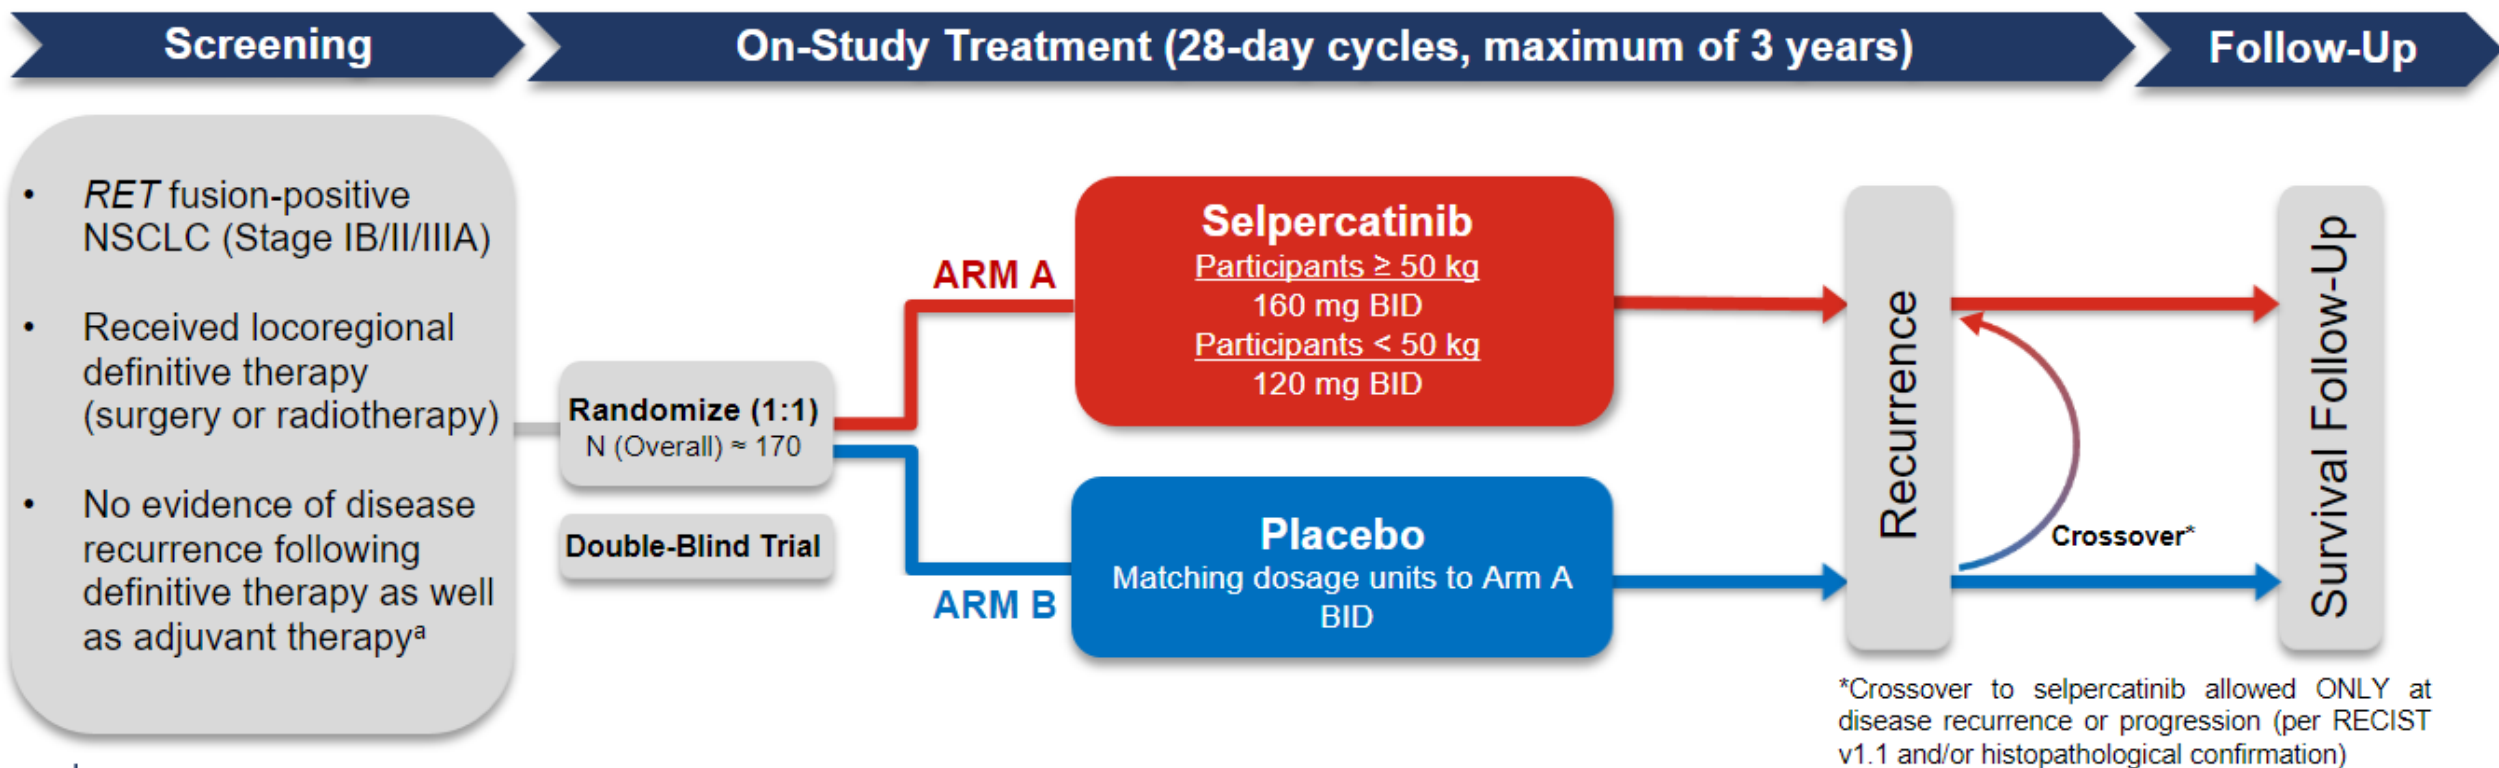 Screening
On-Study Treatment (28-day cycles, maximum of 3 years)
Follow-Up
• RET fusion-positive
NSCLC (Stage IB/II/IIIA)
• Received locoregional
definitive therapy
(surgery or radiotherapy)
• No evidence of disease
recurrence following
definitive therapy as well
as adjuvant therapyᵃ
Randomize (1:1)
N (Overall) ≈ 170
Double-Blind Trial
ARM A
Selpercatinib
Participants ≥ 50 kg
160 mg BID
Participants < 50 kg
120 mg BID
ARM B
Placebo
Matching dosage units to Arm A
BID
Recurrence
Crossover*
Survival Follow-Up
*Crossover to selpercatinib allowed ONLY at
disease recurrence or progression (per RECIST
v1.1 and/or histopathological confirmation)